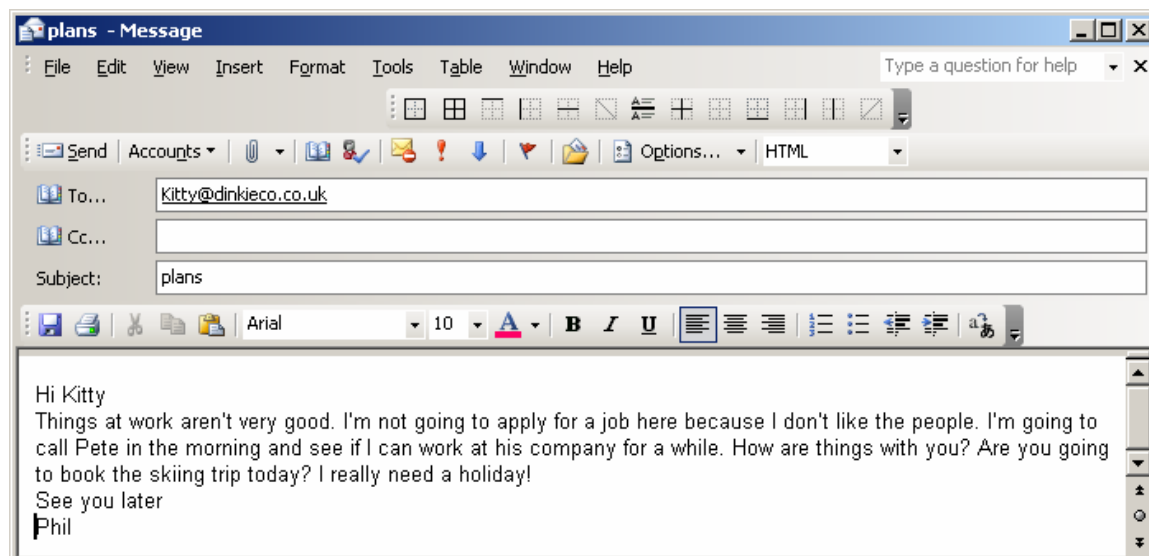 plans - Message
File Edit View Insert Format Tools Table Window Help Type a question for help
Send Accounts Options... HTML
To... Kitty@dinkieco.co.uk
Cc...
Subject: plans
Arial 10 A B I U
Hi Kitty
Things at work aren't very good. I'm not going to apply for a job here because I don't like the people. I'm going to
call Pete in the morning and see if I can work at his company for a while. How are things with you? Are you going
to book the skiing trip today? I really need a holiday!
See you later
Phil